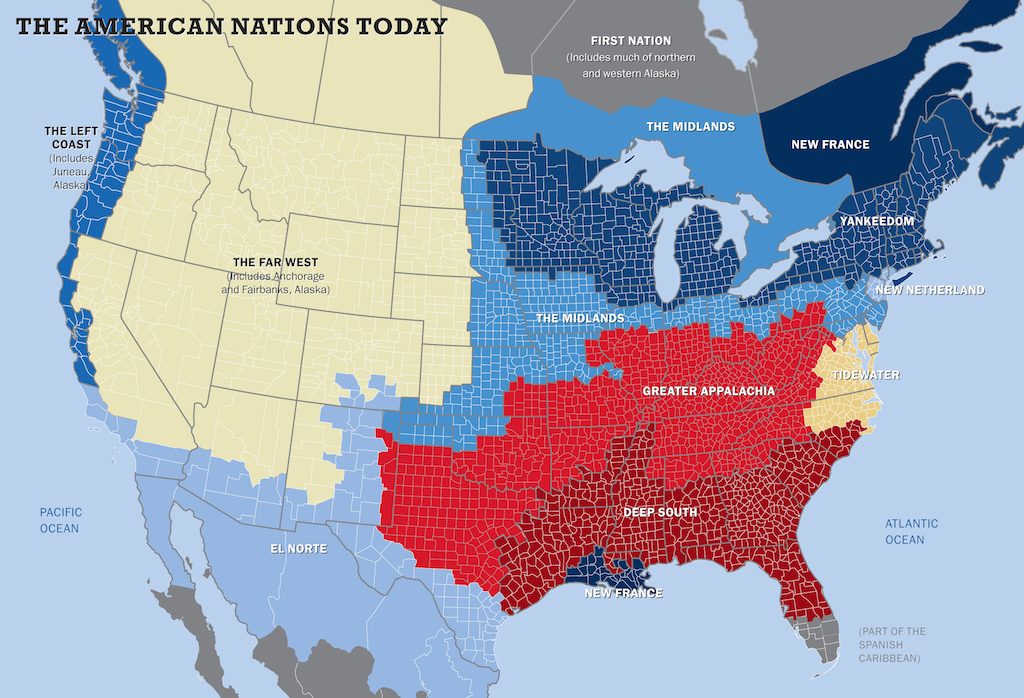 THE AMERICAN NATIONS TODAY
FIRST NATION
(Includes much of northern
and western Alaska)
THE MIDLANDS
THE LEFT
COAST
(Includes
Juneau,
Alaska)
NEW FRANCE
YANKEEDOM
THE FAR WEST
(Includes Anchorage
and Fairbanks, Alaska)
NEW NETHERLAND
THE MIDLANDS
TIDEWATER
GREATER APPALACHIA
PACIFIC
OCEAN
DEEP SOUTH
ATLANTIC
OCEAN
EL NORTE
NEW FRANCE
(PART OF THE
SPANISH
CARIBBEAN)